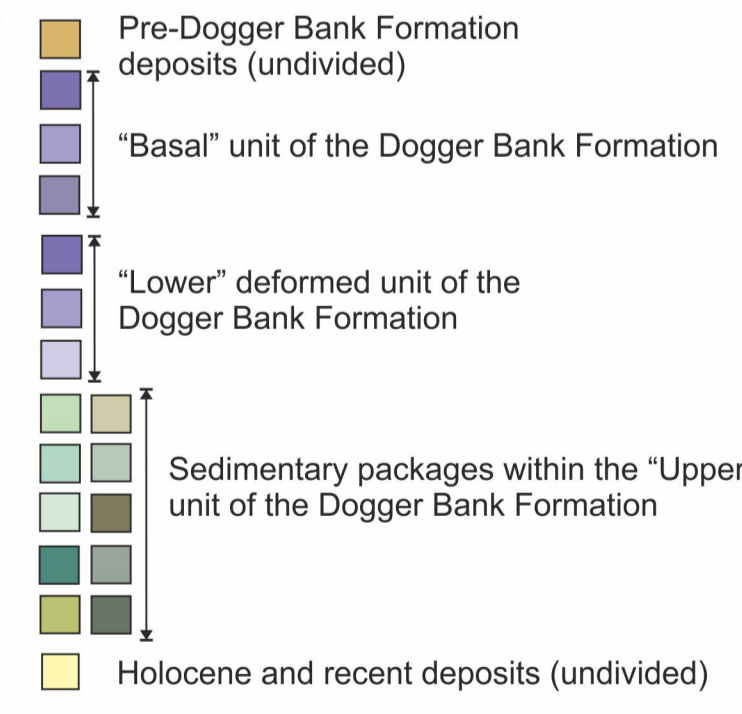 Pre-Dogger Bank Formation
deposits (undivided)
“Basal” unit of the Dogger Bank Formation
“Lower” deformed unit of the
Dogger Bank Formation
Sedimentary packages within the “Upper
unit of the Dogger Bank Formation
Holocene and recent deposits (undivided)